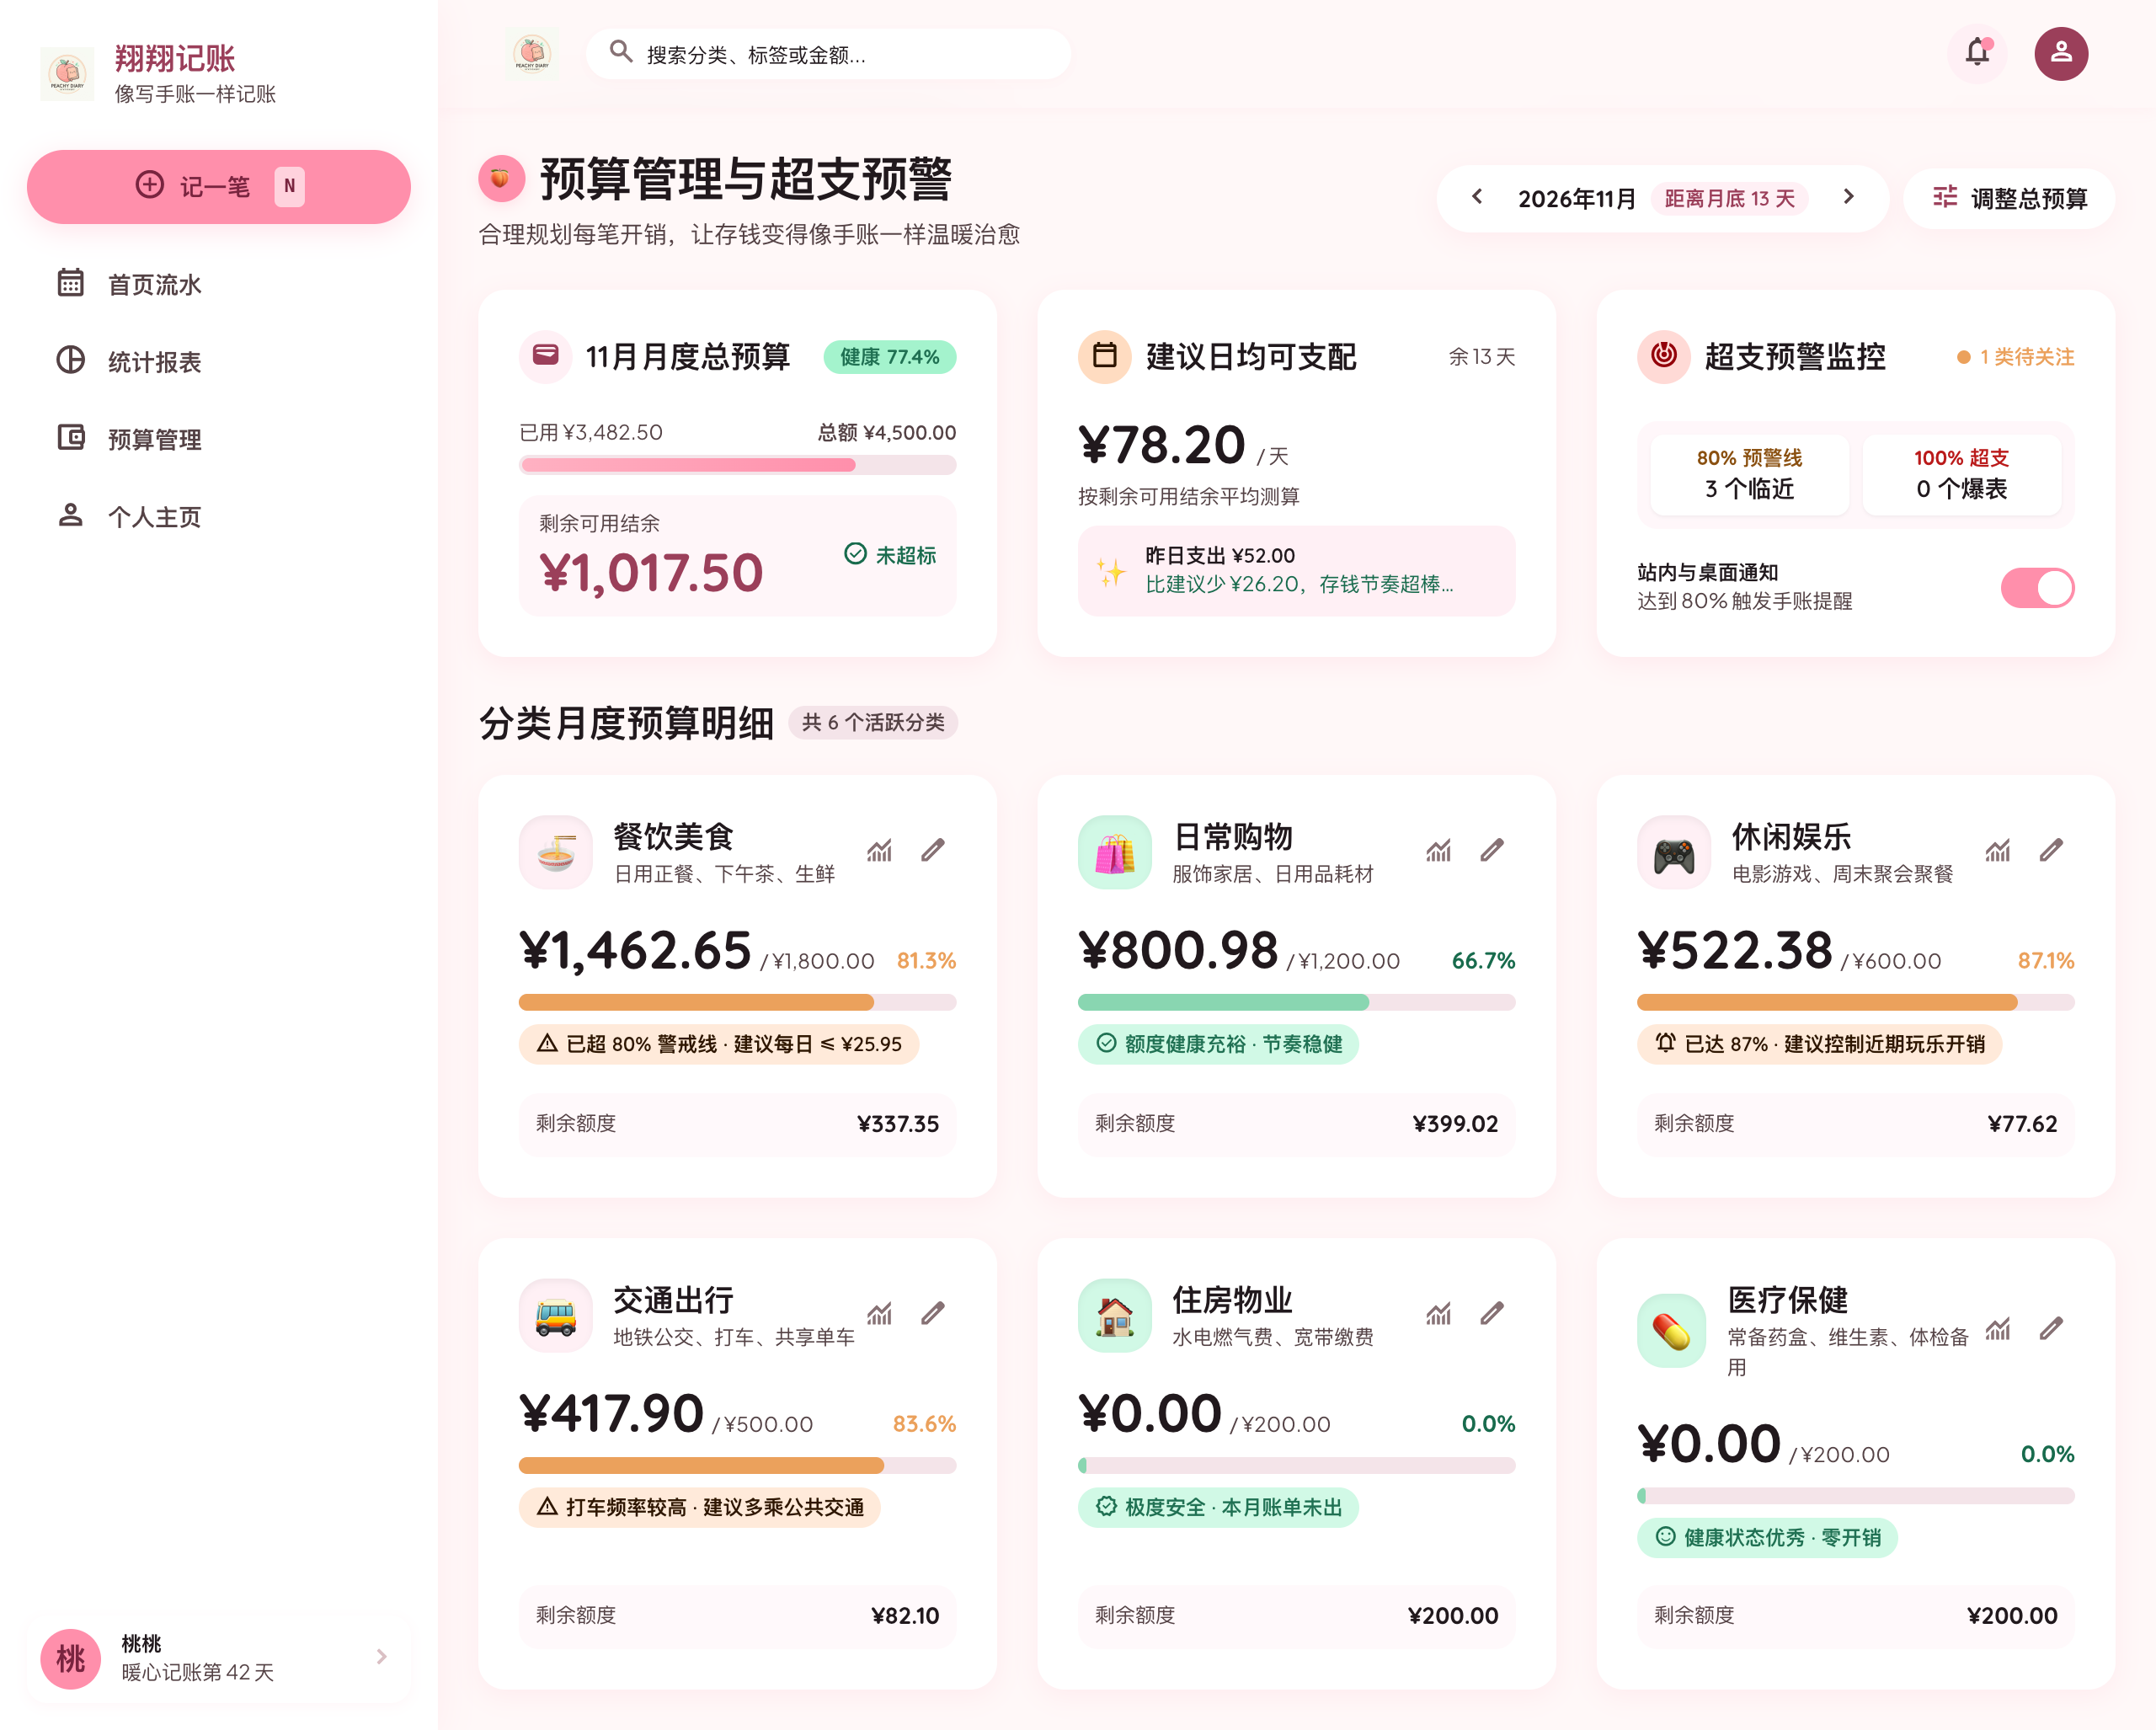 翔翔记账
像写手账一样记账
PEACHY DIARY
记一笔 N
首页流水
统计报表
预算管理
个人主页
桃
桃桃
暖心记账第 42 天
PEACHY DIARY
搜索分类、标签或金额...
预算管理与超支预警
合理规划每笔开销，让存钱变得像手账一样温暖治愈
2026年11月 距离月底 13 天
调整总预算
11月月度总预算 健康 77.4%
已用 ¥3,482.50 总额 ¥4,500.00
剩余可用结余
¥1,017.50 未超标
建议日均可支配 余 13 天
¥78.20 / 天
按剩余可用结余平均测算
昨日支出 ¥52.00
比建议少 ¥26.20，存钱节奏超棒...
超支预警监控 1 类待关注
80% 预警线
3 个临近
100% 超支
0 个爆表
站内与桌面通知
达到 80% 触发手账提醒
分类月度预算明细 共 6 个活跃分类
餐饮美食
日用正餐、下午茶、生鲜
¥1,462.65 / ¥1,800.00 81.3%
已超 80% 警戒线 · 建议每日 ≤ ¥25.95
剩余额度 ¥337.35
日常购物
服饰家居、日用品耗材
¥800.98 / ¥1,200.00 66.7%
额度健康充裕 · 节奏稳健
剩余额度 ¥399.02
休闲娱乐
电影游戏、周末聚会聚餐
¥522.38 / ¥600.00 87.1%
已达 87% · 建议控制近期玩乐开销
剩余额度 ¥77.62
交通出行
地铁公交、打车、共享单车
¥417.90 / ¥500.00 83.6%
打车频率较高 · 建议多乘公共交通
剩余额度 ¥82.10
住房物业
水电燃气费、宽带缴费
¥0.00 / ¥200.00 0.0%
极度安全 · 本月账单未出
剩余额度 ¥200.00
医疗保健
常备药盒、维生素、体检备
用
¥0.00 / ¥200.00 0.0%
健康状态优秀 · 零开销
剩余额度 ¥200.00